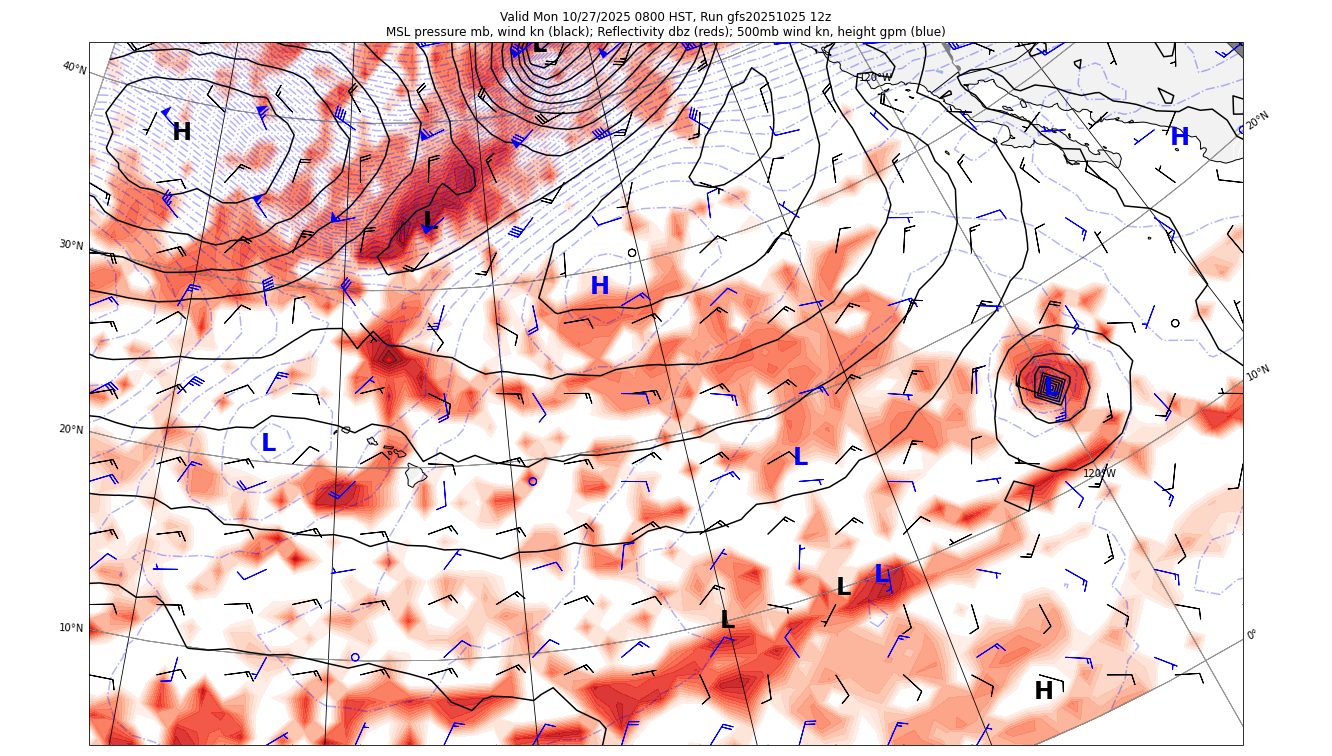 Valid Mon 10/27/2025 0800 HST, Run gfs20251025 12z
MSL pressure mb, wind kn (black); Reflectivity dbz (reds); 500mb wind kn, height gpm (blue)
L
40°N
120°W
20°N
H
H
L
30°N
H
10°N
L
20°N
L
L
120°W
L
L
10°N
L
0°
H